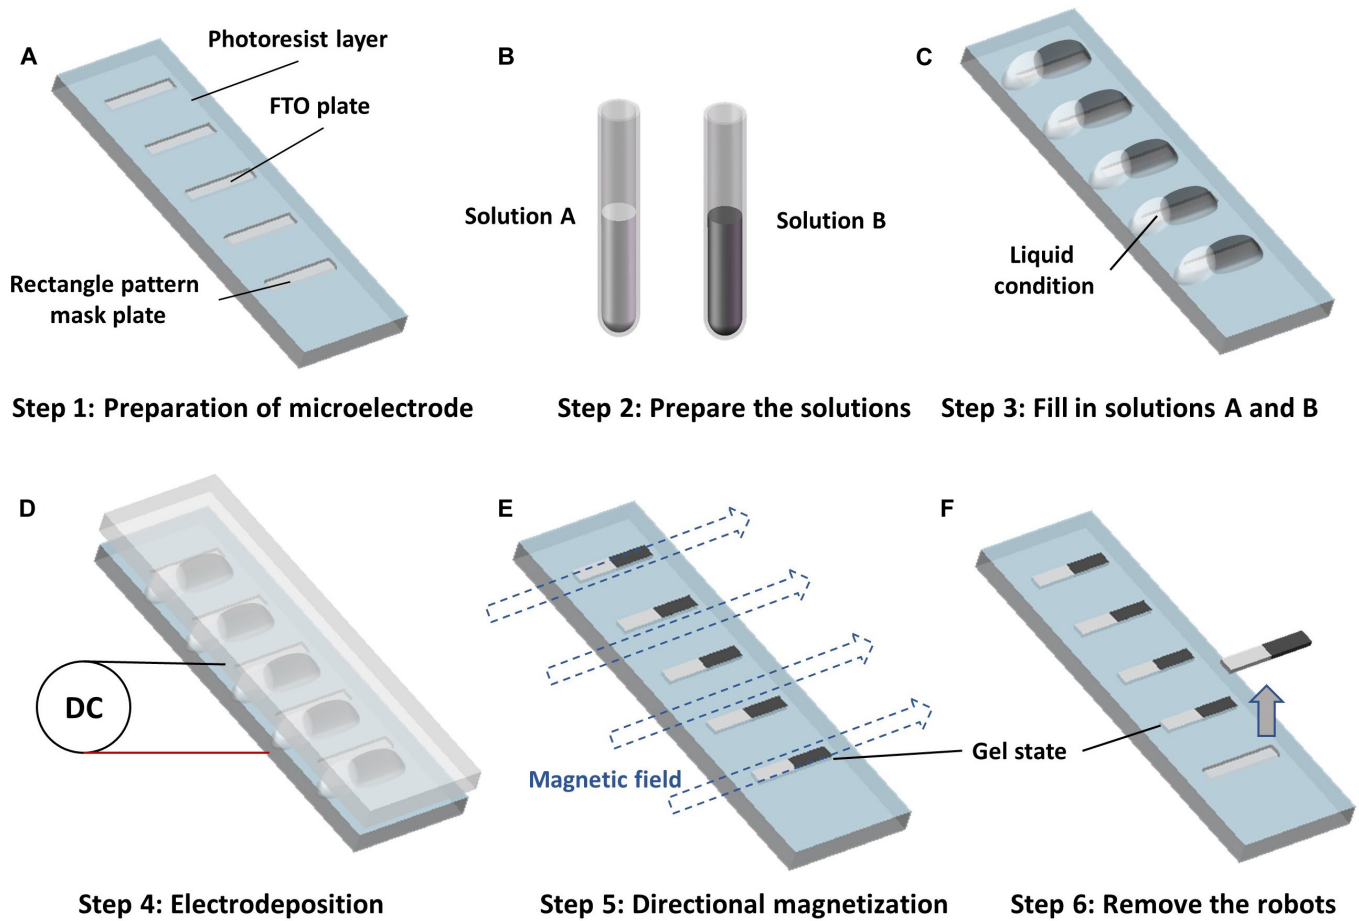 A
Photoresist layer
FTO plate
Rectangle pattern
mask plate
Step 1: Preparation of microelectrode
B
Solution A
Solution B
Step 2: Prepare the solutions
C
Liquid
condition
Step 3: Fill in solutions A and B
D
DC
Step 4: Electrodeposition
E
Magnetic field
Gel state
Step 5: Directional magnetization
F
Step 6: Remove the robots